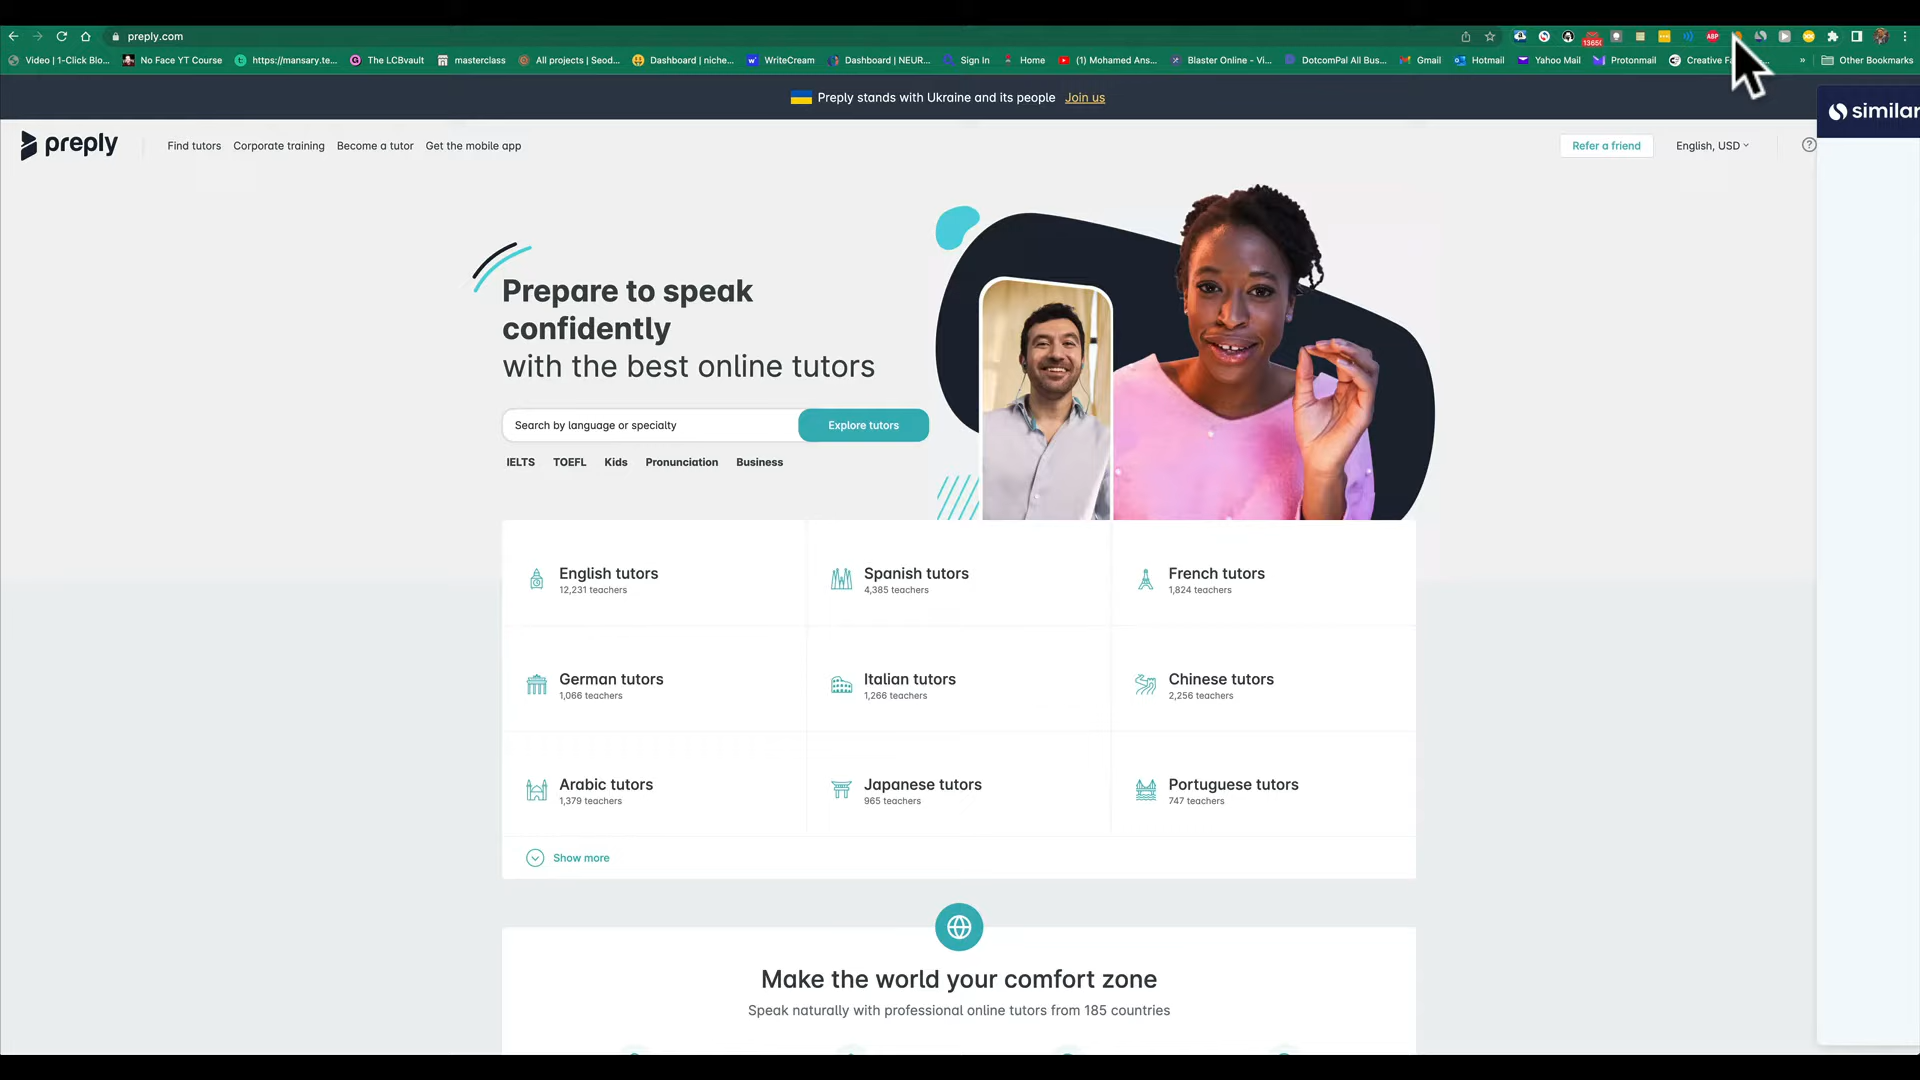 preply.com
1365(
ABP
Video | 1-Click Blo...
No Face YT Course
https://mansary.te...
The LCBvault
masterclass
All projects | Seod...
Dashboard | niche...
WriteCream
Dashboard | NEUR...
Sign In
Home
(1) Mohamed Ans...
Blaster Online - Vi...
DotcomPal All Bus...
Gmail
Hotmail
Yahoo Mail
Protonmail
Creative Fa
»
Other Bookmarks
Preply stands with Ukraine and its people Join us
similar
preply
Find tutors
Corporate training
Become a tutor
Get the mobile app
Refer a friend
English, USD
Prepare to speak
confidently
with the best online tutors
Search by language or specialty
Explore tutors
IELTS
TOEFL
Kids
Pronunciation
Business
English tutors
12,231 teachers
Spanish tutors
4,385 teachers
French tutors
1,824 teachers
German tutors
1,066 teachers
Italian tutors
1,266 teachers
Chinese tutors
2,256 teachers
Arabic tutors
1,379 teachers
Japanese tutors
965 teachers
Portuguese tutors
747 teachers
Show more
Make the world your comfort zone
Speak naturally with professional online tutors from 185 countries